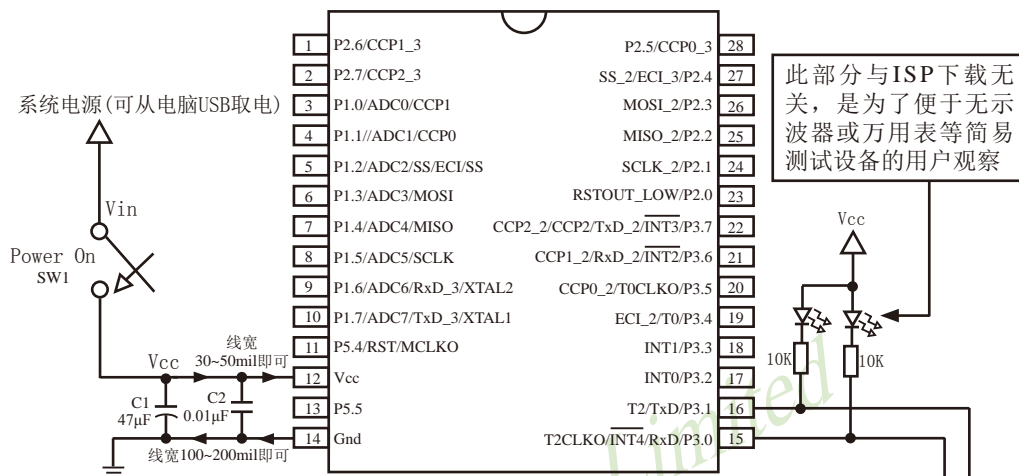 系统电源(可从电脑USB取电)
Vin
Power On
SW1
Vcc
线宽
30~50mil即可
C1
47μF
C2
0.01μF
线宽100~200mil即可
1 P2.6/CCP1_3
2 P2.7/CCP2_3
3 P1.0/ADC0/CCP1
4 P1.1//ADC1/CCP0
5 P1.2/ADC2/SS/ECI/SS
6 P1.3/ADC3/MOSI
7 P1.4/ADC4/MISO
8 P1.5/ADC5/SCLK
9 P1.6/ADC6/RxD_3/XTAL2
10 P1.7/ADC7/TxD_3/XTAL1
11 P5.4/RST/MCLKO
12 Vcc
13 P5.5
14 Gnd
P2.5/CCP0_3 28
SS_2/ECI_3/P2.4 27
MOSI_2/P2.3 26
MISO_2/P2.2 25
SCLK_2/P2.1 24
RSTOUT_LOW/P2.0 23
CCP2_2/CCP2/TxD_2/INT3/P3.7 22
CCP1_2/RxD_2/INT2/P3.6 21
CCP0_2/T0CLKO/P3.5 20
ECI_2/T0/P3.4 19
INT1/P3.3 18
INT0/P3.2 17
T2/TxD/P3.1 16
T2CLKO/INT4/RxD/P3.0 15
此部分与ISP下载无
关，是为了便于无示
波器或万用表等简易
测试设备的用户观察
Vcc
10K
10K
Limited